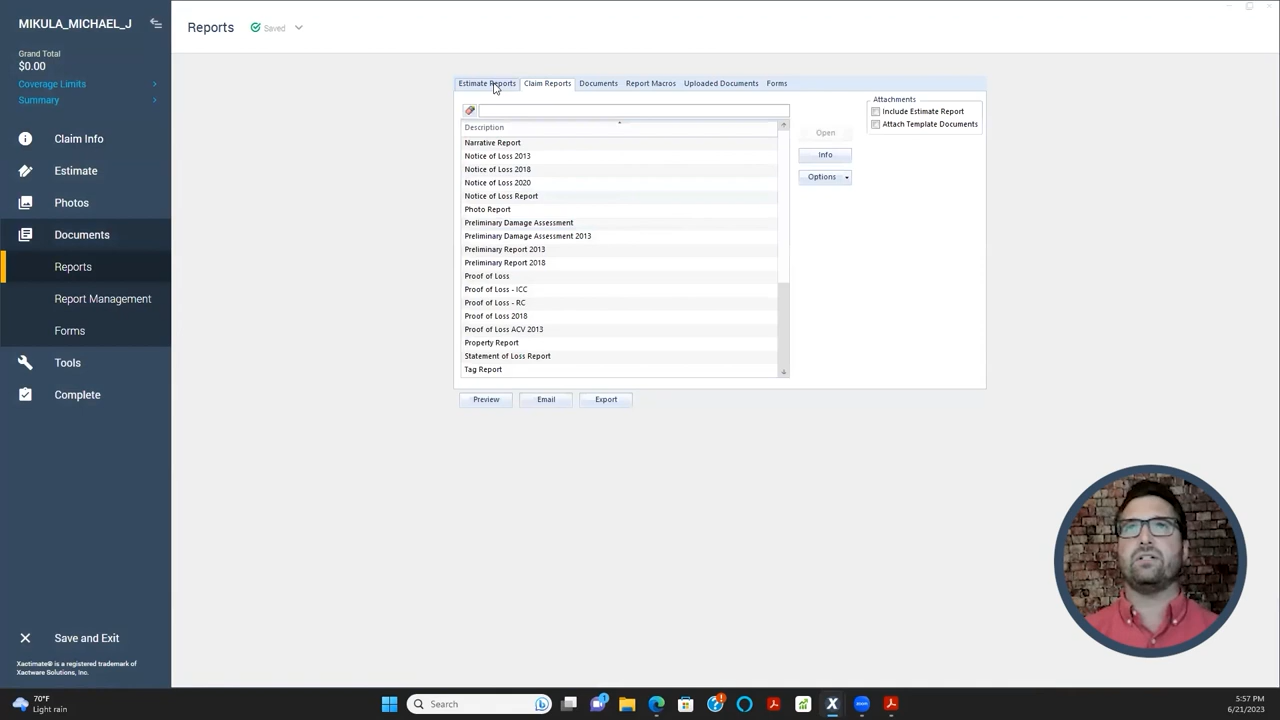 MIKULA_MICHAEL_J
Grand Total
$0.00
Coverage Limits
Summary
Claim Info
Estimate
Photos
Documents
Reports
Report Management
Forms
Tools
Complete
Save and Exit
Xactimate® is a registered trademark of
Xactware Solutions, Inc.
Reports
Saved
Estimate Reports
Claim Reports
Documents
Report Macros
Uploaded Documents
Forms
Description
Narrative Report
Notice of Loss 2013
Notice of Loss 2018
Notice of Loss 2020
Notice of Loss Report
Photo Report
Preliminary Damage Assessment
Preliminary Damage Assessment 2013
Preliminary Report 2013
Preliminary Report 2018
Proof of Loss
Proof of Loss - ICC
Proof of Loss - RC
Proof of Loss 2018
Proof of Loss ACV 2013
Property Report
Statement of Loss Report
Tag Report
Open
Info
Options
Attachments
Include Estimate Report
Attach Template Documents
Preview
Email
Export
70°F
Light rain
Search
5:57 PM
6/21/2023